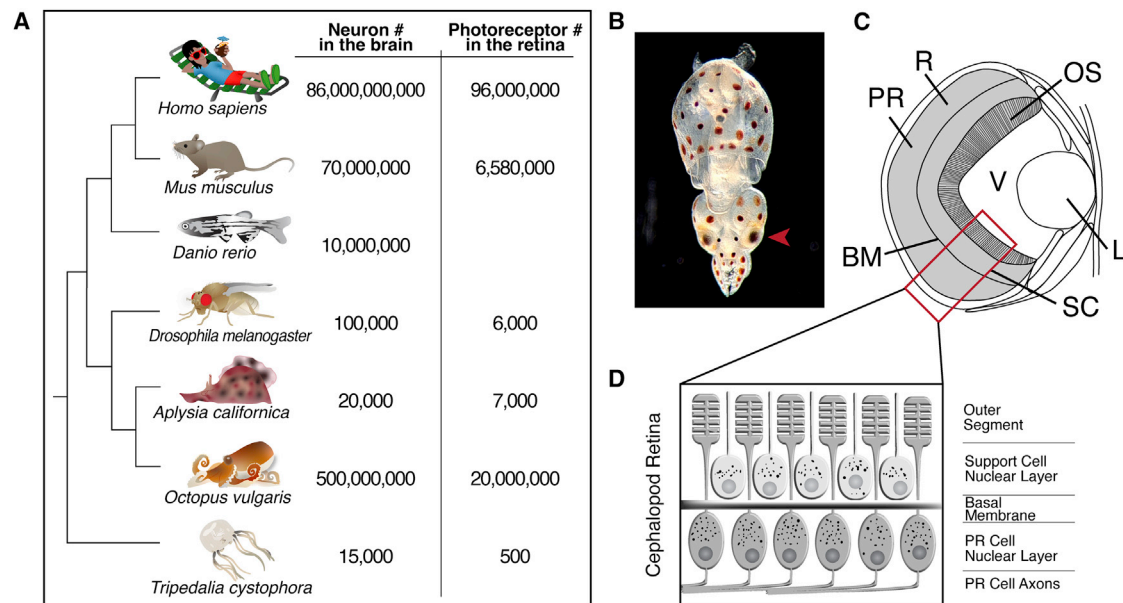 A
Neuron #
in the brain
Photoreceptor #
in the retina
Homo sapiens
86,000,000,000
96,000,000
Mus musculus
70,000,000
6,580,000
Danio rerio
10,000,000
Drosophila melanogaster
100,000
6,000
Aplysia californica
20,000
7,000
Octopus vulgaris
500,000,000
20,000,000
Tripedalia cystophora
15,000
500
B
C
R
OS
PR
V
BM
L
SC
D
Cephalopod Retina
Outer
Segment
Support Cell
Nuclear Layer
Basal
Membrane
PR Cell
Nuclear Layer
PR Cell Axons